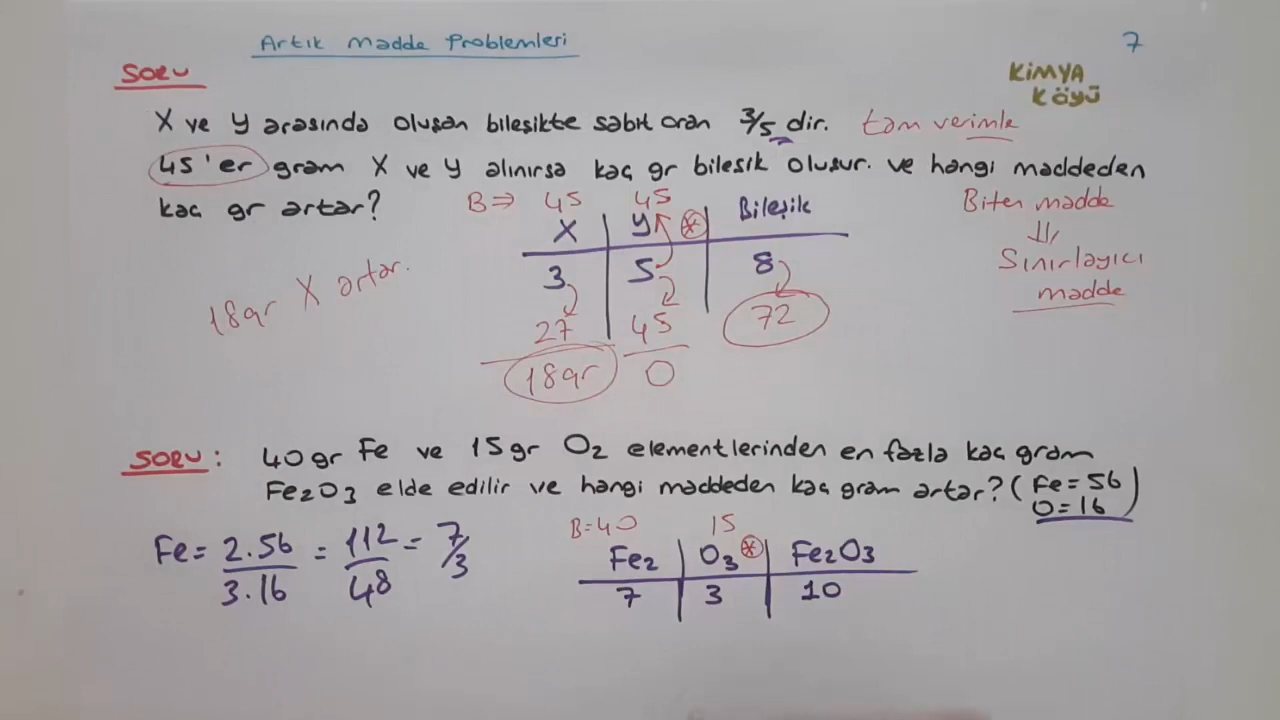 Artık Madde Problemleri
7
KİMYA
KÖYÜ
SORU
X ve Y arasında oluşan bileşikte sabit oran 3/5 dir. tam verimle
45'er gram X ve Y alınırsa kaç gr bileşik oluşur. ve hangi maddeden
kaç gr artar?
B⇒ 45 45
X Y * Bileşik
3 5 8
27 45 72
18gr 0
18gr X artar.
Biten madde
⇓
Sınırlayıcı
madde
SORU: 40gr Fe ve 15gr O2 elementlerinden en fazla kaç gram
Fe2O3 elde edilir ve hangi maddeden kaç gram artar? (Fe=56
O=16)
Fe = 2.56/3.16 = 112/48 = 7/3
B=40 15
Fe2 O3 * Fe2O3
7 3 10